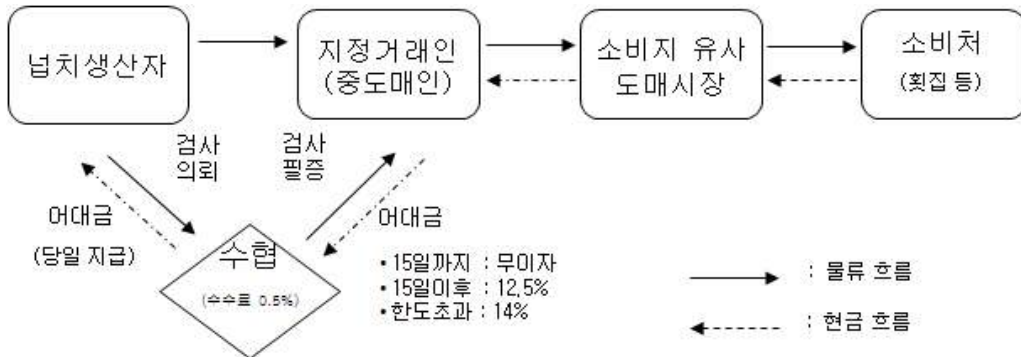 넙치생산자
지정거래인
(중도매인)
소비지 유사
도매시장
소비처
(횟집 등)
검사
의뢰
검사
필증
어대금
(당일 지급)
수협
(수수료 0.5%)
어대금
•15일까지 : 무이자
•15일이후 : 12.5%
•한도초과 : 14%
: 물류 흐름
: 현금 흐름